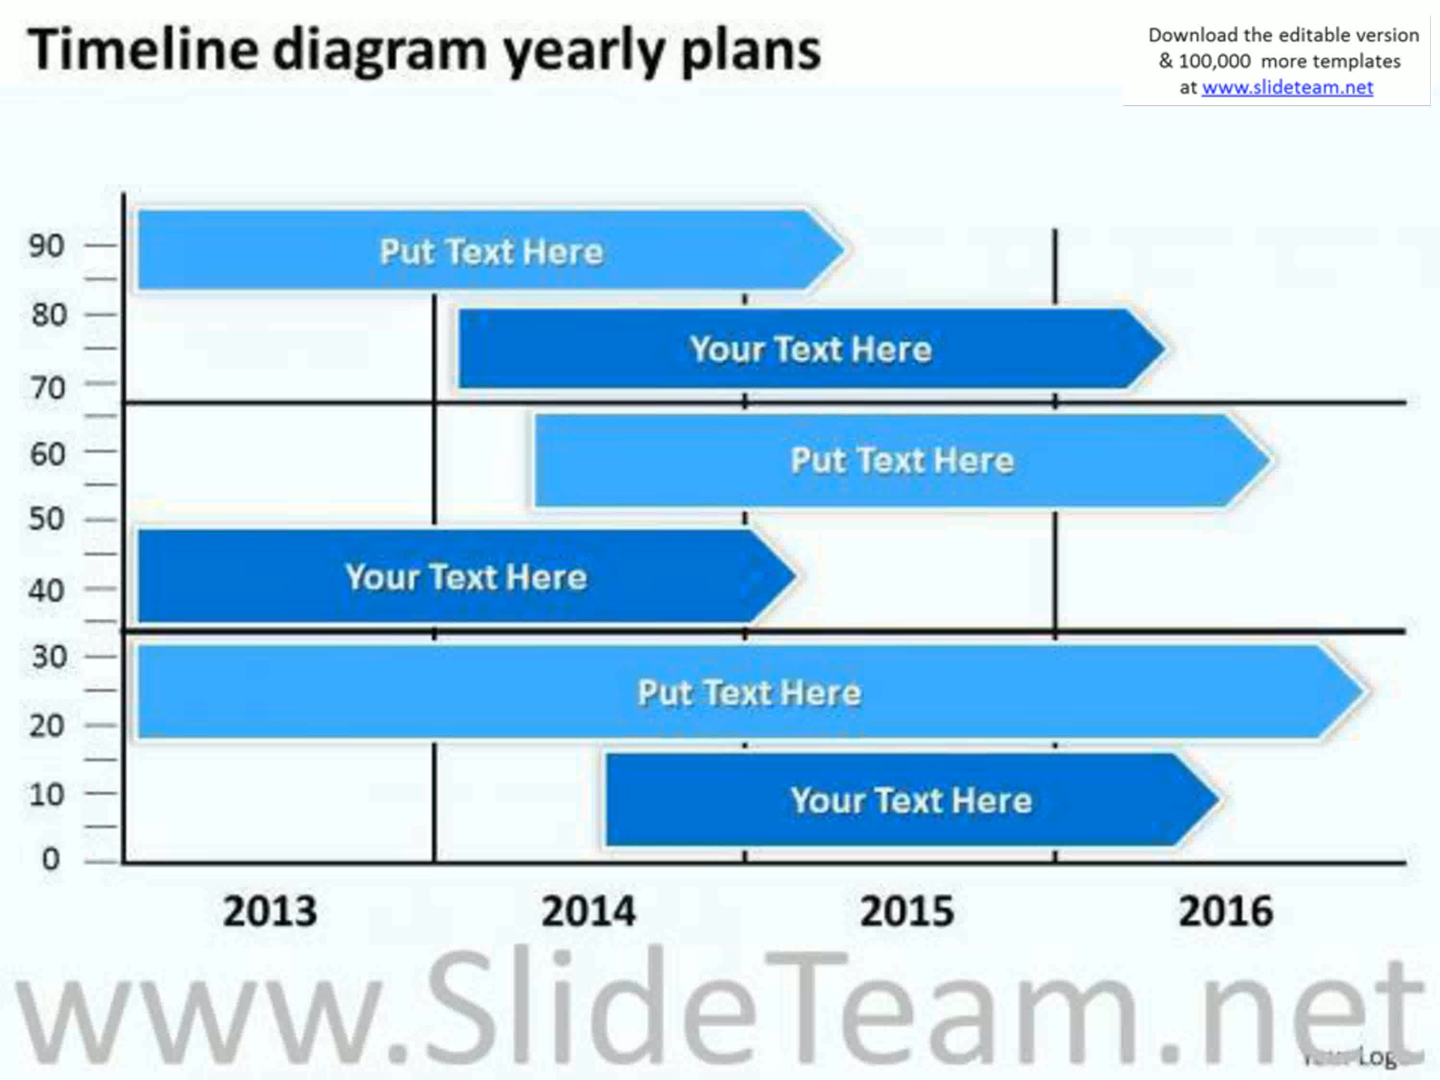 Timeline diagram yearly plans
Download the editable version
& 100,000 more templates
at www.slideteam.net
90
Put Text Here
80
Your Text Here
70
60
Put Text Here
50
Your Text Here
40
30
Put Text Here
20
10
Your Text Here
0
2013 2014 2015 2016
www.SlideTeam.net